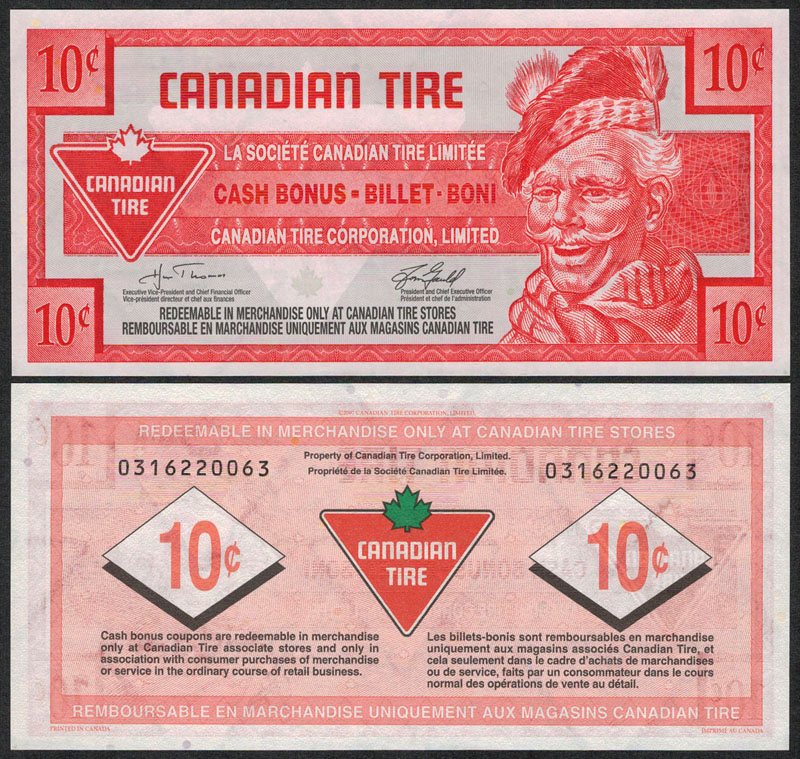 10¢ 10¢
CANADIAN TIRE
LA SOCIÉTÉ CANADIAN TIRE LIMITÉE
CANADIAN
TIRE
CASH BONUS - BILLET - BONI
CANADIAN TIRE CORPORATION, LIMITED
Executive Vice-President and Chief Financial Officer
Vice-président directeur et chef aux finances
President and Chief Executive Officer
Président et chef de l'administration
10¢ 10¢
REDEEMABLE IN MERCHANDISE ONLY AT CANADIAN TIRE STORES
REMBOURSABLE EN MARCHANDISE UNIQUEMENT AUX MAGASINS CANADIAN TIRE
CANADIAN TIRE CORPORATION, LIMITED
REDEEMABLE IN MERCHANDISE ONLY AT CANADIAN TIRE STORES
Property of Canadian Tire Corporation, Limited.
0316220063 0316220063
Propriété de la Société Canadian Tire Limitée.
10¢ 10¢
CANADIAN
TIRE
Cash bonus coupons are redeemable in merchandise
only at Canadian Tire associate stores and only in
association with consumer purchases of merchandise
or service in the ordinary course of retail business.
Les billets-bonis sont remboursables en marchandise
uniquement aux magasins associés Canadian Tire, et
cela seulement dans le cadre d'achats de marchandises
ou de service, faits par un consommateur dans le cours
normal des opérations de vente au détail.
REMBOURSABLE EN MARCHANDISE UNIQUEMENT AUX MAGASINS CANADIAN TIRE
PRINTED IN CANADA IMPRIMÉ AU CANADA